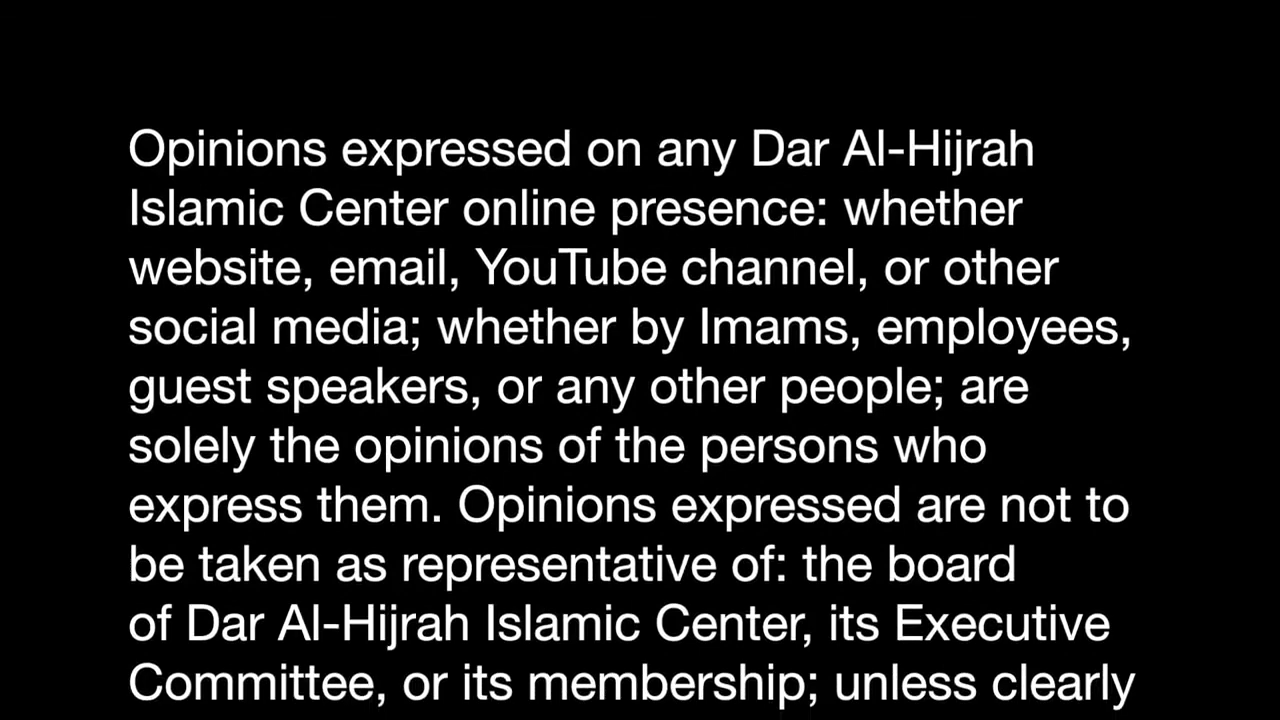 Opinions expressed on any Dar Al-Hijrah
Islamic Center online presence: whether
website, email, YouTube channel, or other
social media; whether by Imams, employees,
guest speakers, or any other people; are
solely the opinions of the persons who
express them. Opinions expressed are not to
be taken as representative of: the board
of Dar Al-Hijrah Islamic Center, its Executive
Committee, or its membership; unless clearly